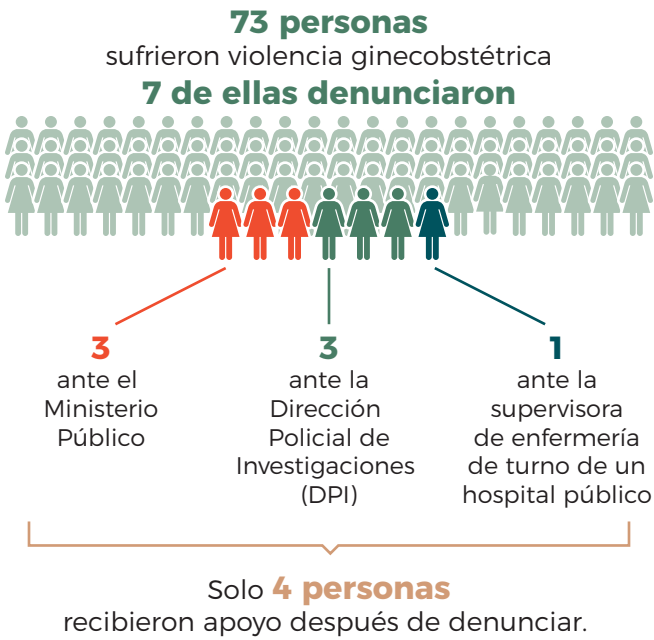 73 personas
sufrieron violencia ginecobstétrica
7 de ellas denunciaron
3
ante el
Ministerio
Público
3
ante la
Dirección
Policial de
Investigaciones
(DPI)
1
ante la
supervisora
de enfermería
de turno de un
hospital público
Solo 4 personas
recibieron apoyo después de denunciar.